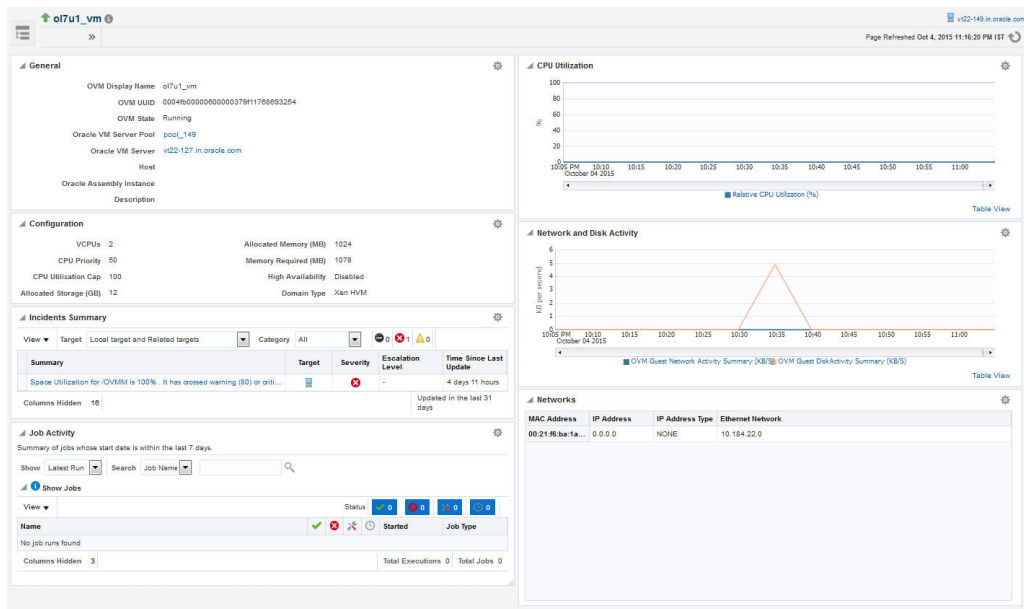 ol7u1_vm
vt22-149.in.oracle.com
»
Page Refreshed Oct 4, 2015 11:16:20 PM IST
General
OVM Display Name ol7u1_vm
OVM UUID 0004fb00000600000379f11768693254
OVM State Running
Oracle VM Server Pool pool_149
Oracle VM Server vt22-127.in.oracle.com
Host
Oracle Assembly Instance
Description
Configuration
VCPUs 2 Allocated Memory (MB) 1024
CPU Priority 50 Memory Required (MB) 1078
CPU Utilization Cap 100 High Availability Disabled
Allocated Storage (GB) 12 Domain Type Xen HVM
Incidents Summary
View Target Local target and Related targets Category All 0 1 0
Summary Target Severity Escalation Level Time Since Last Update
Space Utilization for /OVMM is 100% . It has crossed warning (80) or criti... - 4 days 11 hours
Columns Hidden 16 Updated in the last 31 days
Job Activity
Summary of jobs whose start date is within the last 7 days.
Show Latest Run Search Job Name
Show Jobs
View Status 0 0 0 0
Name Started Job Type
No job runs found
Columns Hidden 3 Total Executions 0 Total Jobs 0
CPU Utilization
100
80
60
40
20
0
%
10:05 PM 10:10 10:15 10:20 10:25 10:30 10:35 10:40 10:45 10:50 10:55 11:00
October 04 2015
Relative CPU Utilization (%)
Table View
Network and Disk Activity
6
5
4
3
2
1
0
KB per second
10:05 PM 10:10 10:15 10:20 10:25 10:30 10:35 10:40 10:45 10:50 10:55 11:00
October 04 2015
OVM Guest Network Activity Summary (KB/S) OVM Guest DiskActivity Summary (KB/S)
Table View
Networks
MAC Address IP Address IP Address Type Ethernet Network
00:21:f6:ba:1a... 0.0.0.0 NONE 10.184.22.0